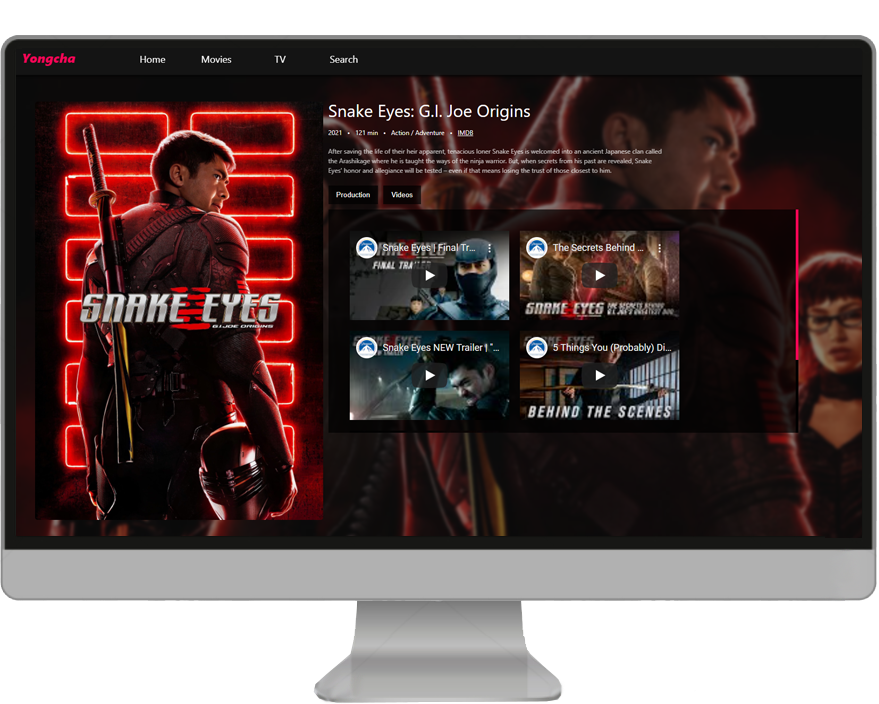 Yongcha
Home
Movies
TV
Search
Snake Eyes: G.I. Joe Origins
2021 • 121 min • Action / Adventure • IMDB
After saving the life of their heir apparent, tenacious loner Snake Eyes is welcomed into an ancient Japanese clan called
the Arashikage where he is taught the ways of the ninja warrior. But, when secrets from his past are revealed, Snake
Eyes' honor and allegiance will be tested – even if that means losing the trust of those closest to him.
Production
Videos
SNAKE EYES
G.I. JOE ORIGINS
Snake Eyes | Final Tr...
FINAL TRAILER
The Secrets Behind ...
SNAKE EYES THE SECRETS BEHIND
Snake Eyes NEW Trailer | "...
TRAILER
5 Things You (Probably) Di...
BEHIND THE SCENES